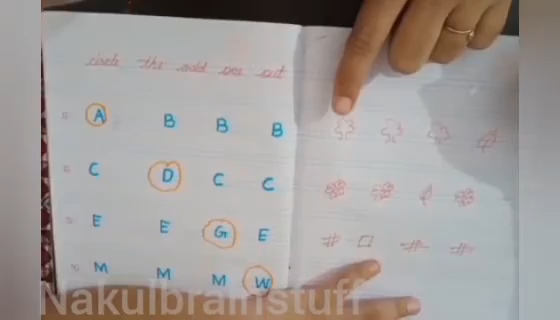 circle the odd one out
A B B B
C D C C
E E G E
M M M W
Nakulbrainstuff